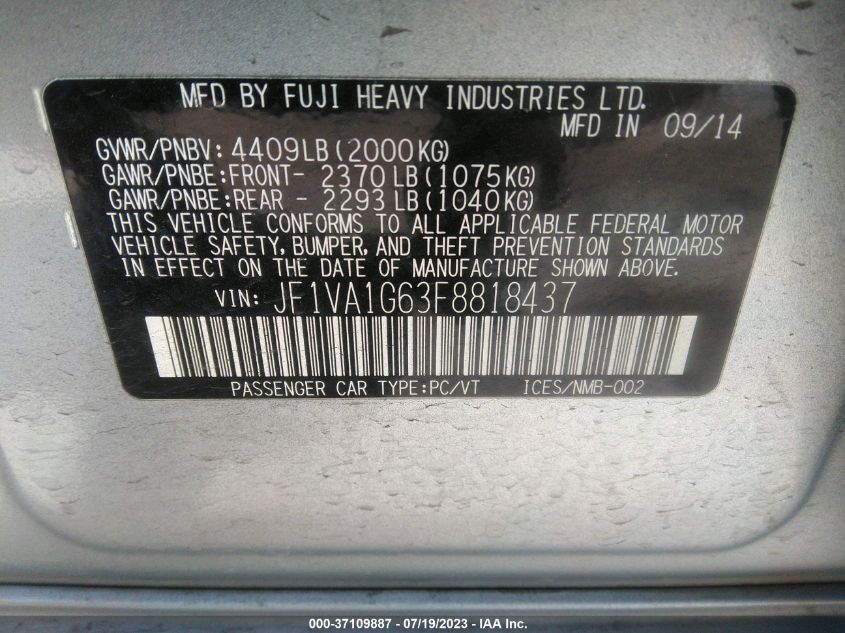 MFD BY FUJI HEAVY INDUSTRIES LTD.
MFD IN 09/14
GVWR/PNBV: 4409LB(2000KG)
GAWR/PNBE:FRONT- 2370LB(1075KG)
GAWR/PNBE:REAR - 2293LB(1040KG)
THIS VEHICLE CONFORMS TO ALL APPLICABLE FEDERAL MOTOR
VEHICLE SAFETY, BUMPER, AND THEFT PREVENTION STANDARDS
IN EFFECT ON THE DATE OF MANUFACTURE SHOWN ABOVE.
VIN: JF1VA1G63F8818437
PASSENGER CAR TYPE:PC/VT ICES/NMB-002
000-37109887 - 07/19/2023 - IAA Inc.